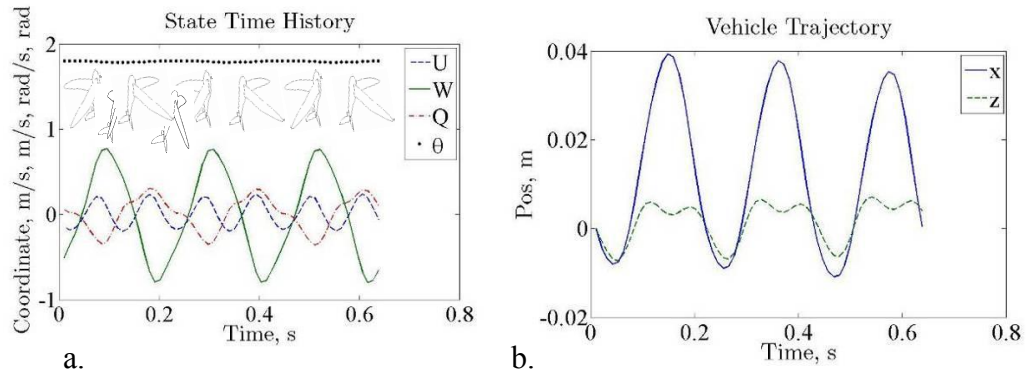 State Time History
Coordinate, m/s, m/s, rad/s, rad
2
1
0
-1
0
0.2
0.4
0.6
0.8
Time, s
U
W
Q
θ
a.
Vehicle Trajectory
Pos, m
0.04
0.02
0
-0.02
0
0.2
0.4
0.6
0.8
Time, s
x
z
b.